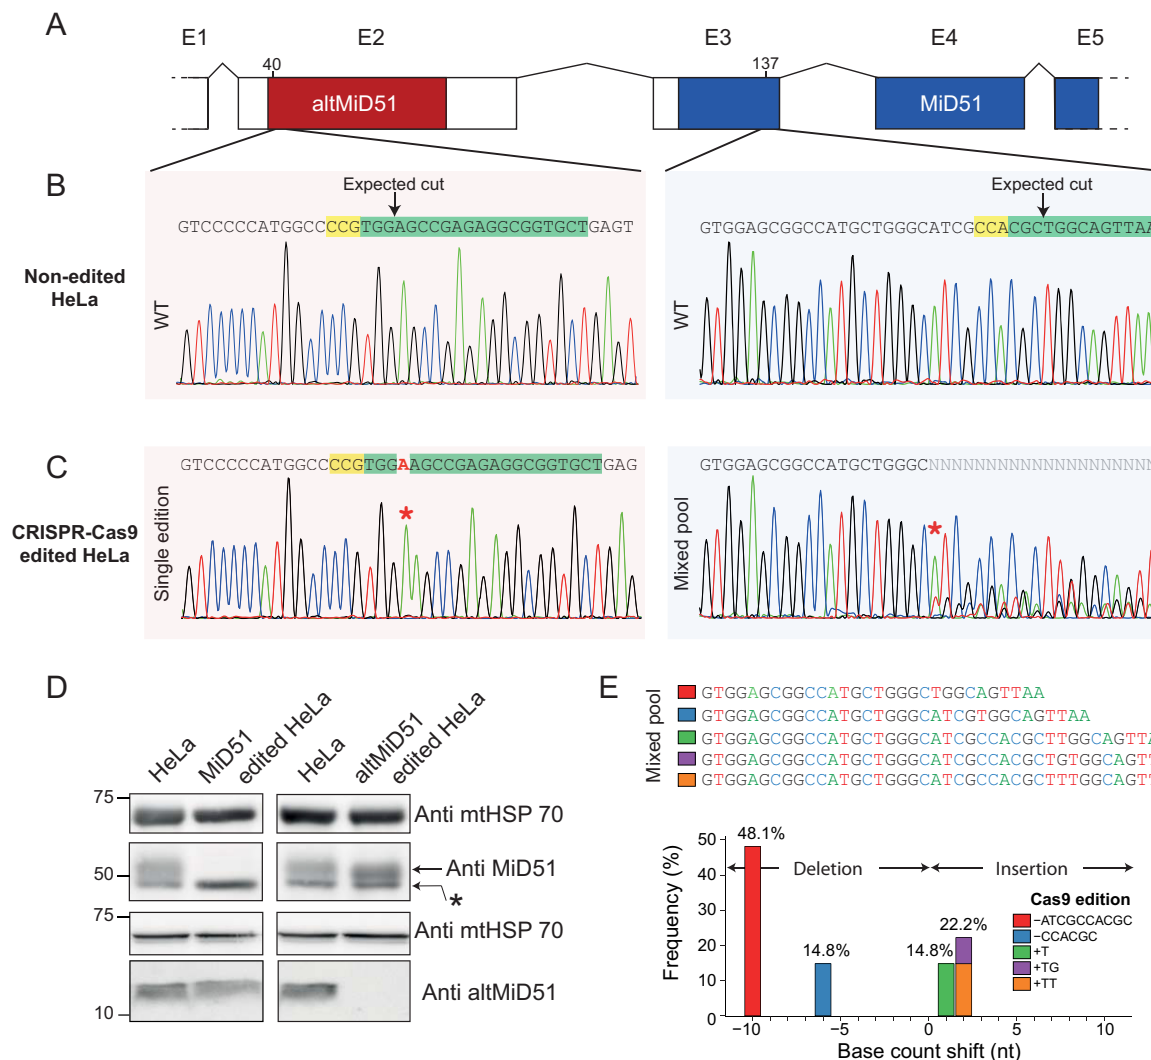 A
E1 E2 E3 E4 E5
40 137
altMiD51 MiD51
B
Expected cut
GTCCCCCATGGCCCCGTGGAGCCGAGAGGCGGTGCTGAGT
Non-edited
HeLa
WT
Expected cut
GTGGAGCGGCCATGCTGGGCATCGCCACGCTGGCAGTTAA
WT
C
GTCCCCCATGGCCCCGTGGAAGCCGAGAGGCGGTGCTGAG
*
CRISPR-Cas9
edited HeLa
Single edition
GTGGAGCGGCCATGCTGGGCNNNNNNNNNNNNNNNNNNNN
*
Mixed pool
D
HeLa
MiD51
edited HeLa
HeLa
altMiD51
edited HeLa
75
Anti mtHSP 70
50
Anti MiD51
*
75
Anti mtHSP 70
10
Anti altMiD51
E
Mixed pool
GTGGAGCGGCCATGCTGGGCTGGCAGTTAA
GTGGAGCGGCCATGCTGGGCATCGTGGCAGTTAA
GTGGAGCGGCCATGCTGGGCATCGCCACGCTTGGCAGTTA
GTGGAGCGGCCATGCTGGGCATCGCCACGCTGTGGCAGTT
GTGGAGCGGCCATGCTGGGCATCGCCACGCTTTGGCAGTT
Frequency (%)
50
40
30
20
10
0
48.1%
14.8%
14.8%
22.2%
Deletion
Insertion
Cas9 edition
−ATCGCCACGC
−CCACGC
+T
+TG
+TT
−10 −5 0 5 10
Base count shift (nt)